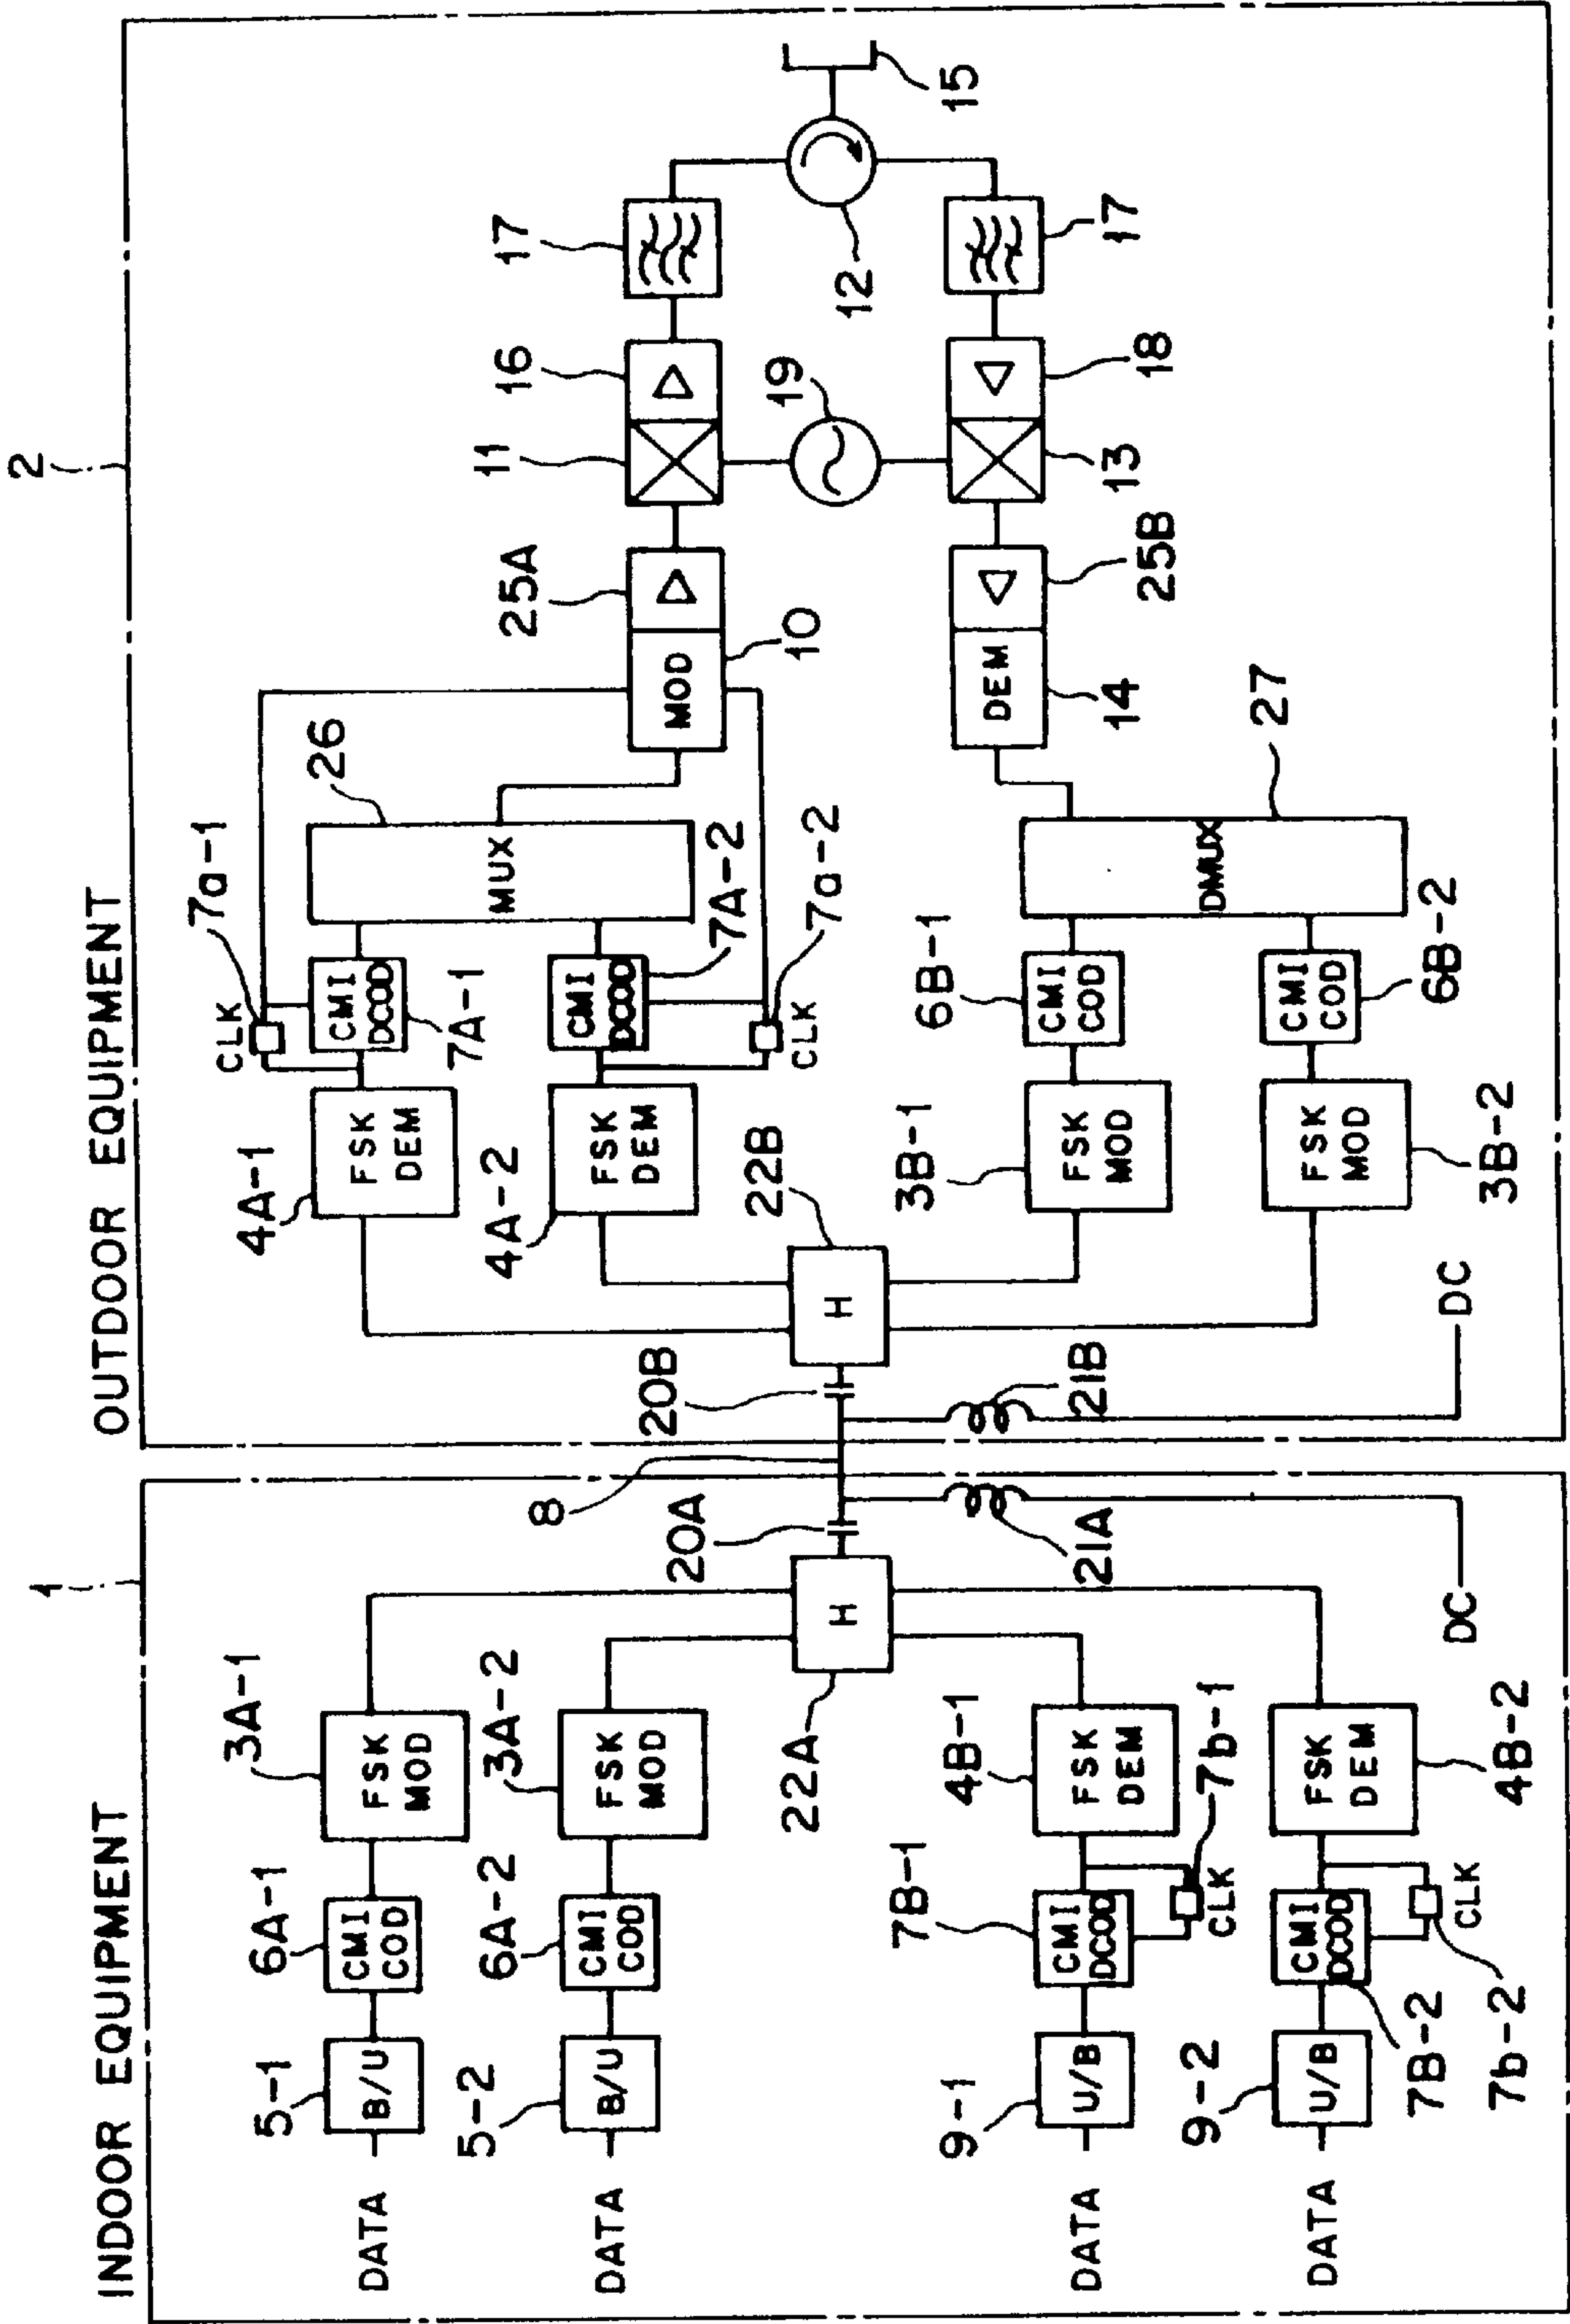 INDOOR EQUIPMENT
1
DATA
5-1
B/U
6A-1
CMI
COD
3A-1
FSK
MOD
DATA
5-2
B/U
6A-2
CMI
COD
3A-2
FSK
MOD
22A
H
20A
8
21A
DC
DATA
9-1
U/B
7B-1
CMI
DCOD
CLK
7b-1
4B-1
FSK
DEM
DATA
9-2
U/B
7B-2
CMI
DCOD
CLK
7b-2
4B-2
FSK
DEM
OUTDOOR EQUIPMENT
2
20B
21B
DC
22B
H
4A-1
FSK
DEM
CLK
7a-1
CMI
DCOD
7A-1
4A-2
FSK
DEM
CMI
DCOD
7A-2
CLK
7a-2
26
MUX
MOD
10
25A
11
16
17
19
12
15
3B-1
FSK
MOD
6B-1
CMI
COD
3B-2
FSK
MOD
6B-2
CMI
COD
DMUX
27
DEM
14
25B
13
18
17